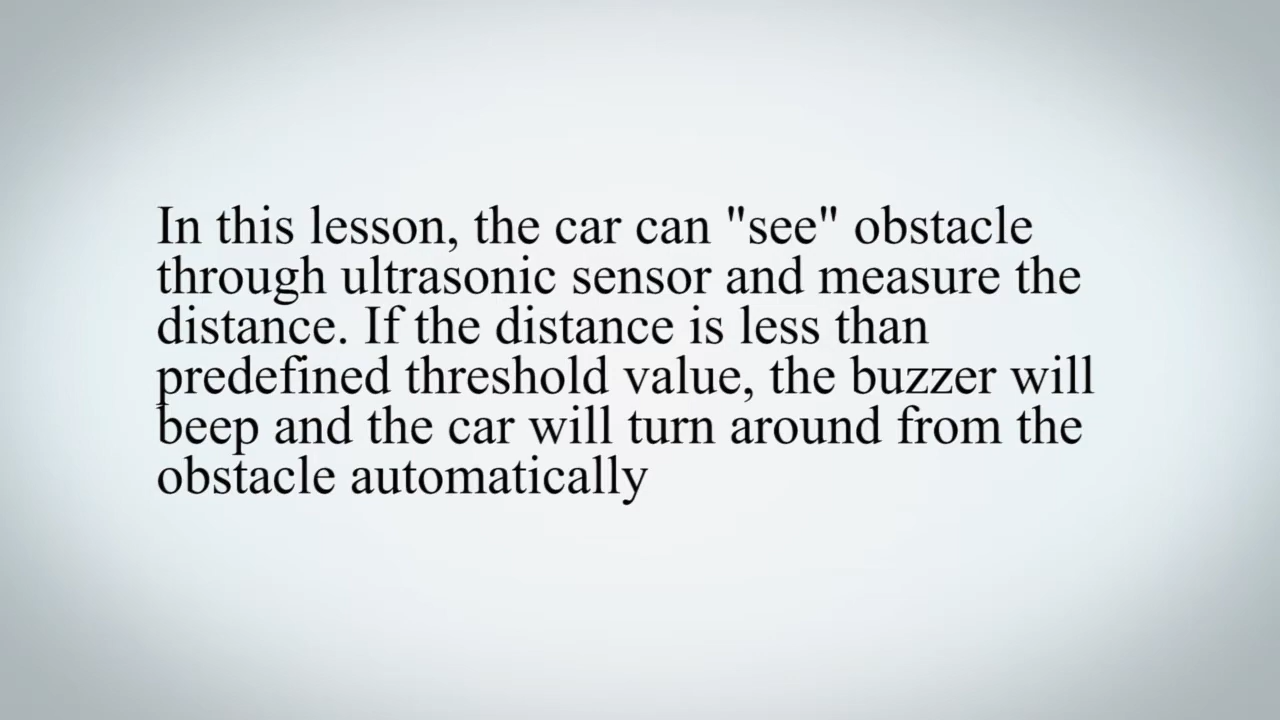 In this lesson, the car can "see" obstacle
through ultrasonic sensor and measure the
distance. If the distance is less than
predefined threshold value, the buzzer will
beep and the car will turn around from the
obstacle automatically